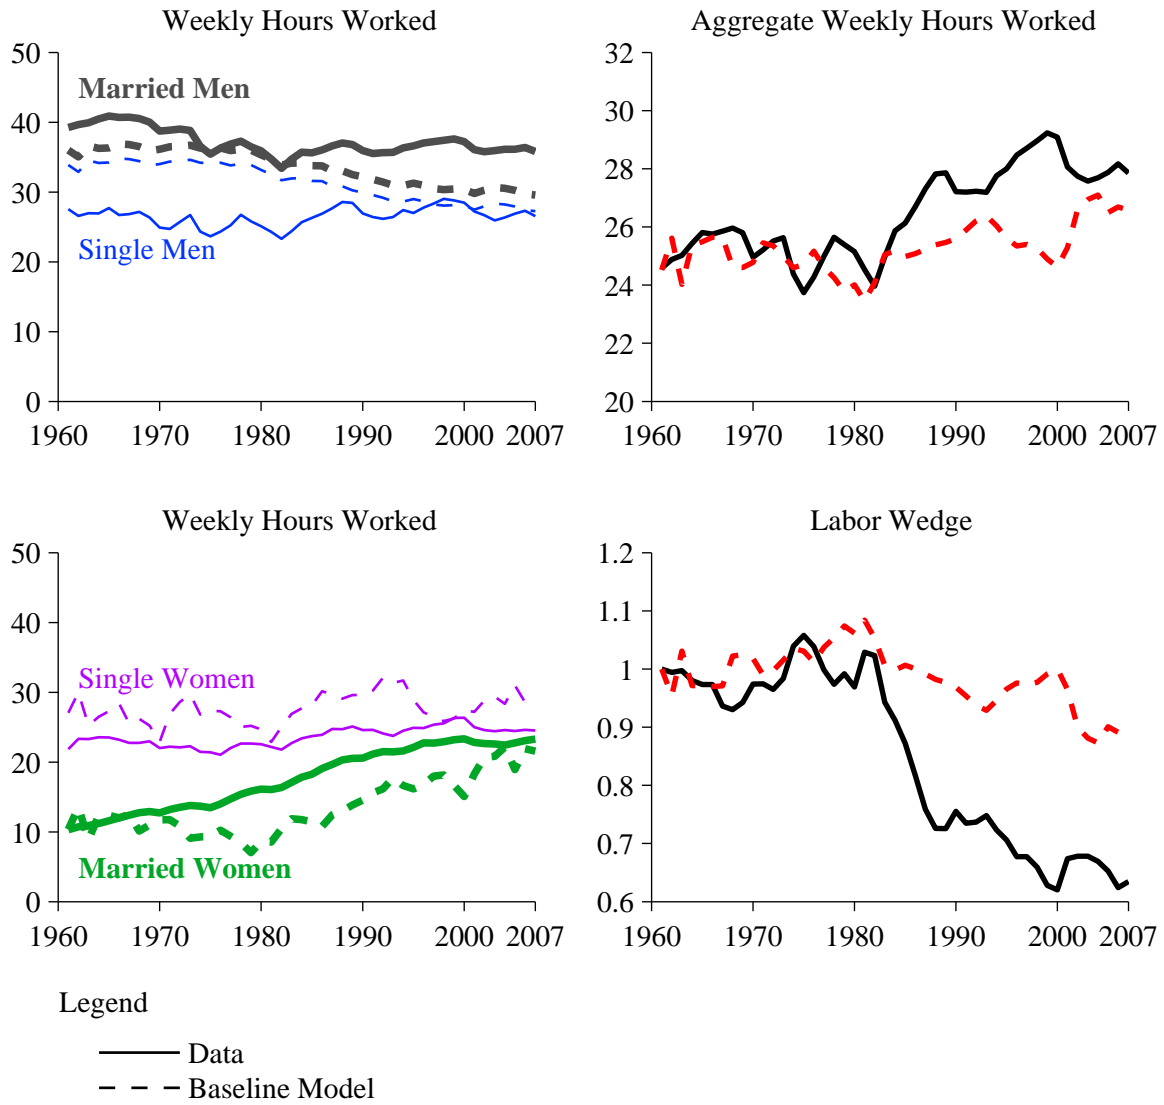 Weekly Hours Worked
50
40
30
20
10
0
1960 1970 1980 1990 2000 2007
Married Men
Single Men
Aggregate Weekly Hours Worked
32
30
28
26
24
22
20
1960 1970 1980 1990 2000 2007
Weekly Hours Worked
50
40
30
20
10
0
1960 1970 1980 1990 2000 2007
Single Women
Married Women
Labor Wedge
1.2
1.1
1
0.9
0.8
0.7
0.6
1960 1970 1980 1990 2000 2007
Legend
Data
Baseline Model